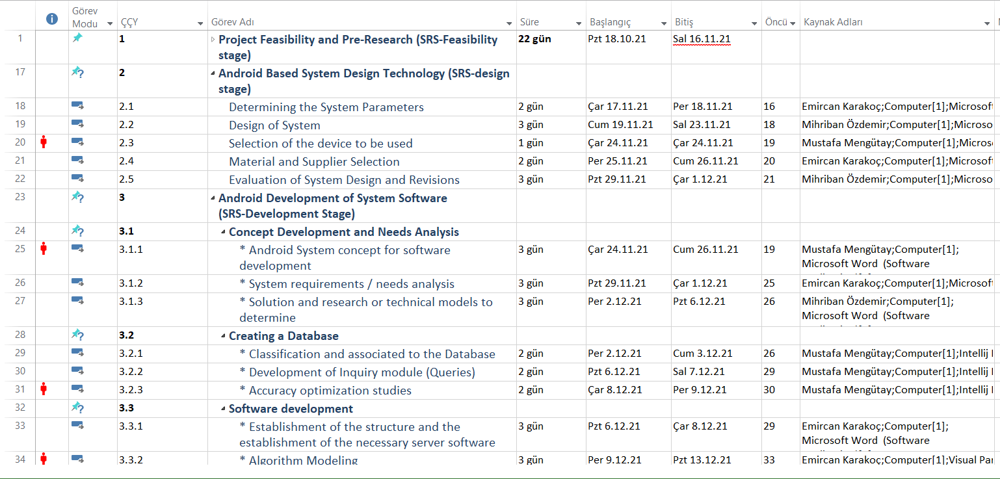 Görev Modu ÇÇY Görev Adı Süre Başlangıç Bitiş Öncü Kaynak Adları
1 1 Project Feasibility and Pre-Research (SRS-Feasibility 22 gün Pzt 18.10.21 Sal 16.11.21
stage)
17 2 Android Based System Design Technology (SRS-design
stage)
18 2.1 Determining the System Parameters 2 gün Çar 17.11.21 Per 18.11.21 16 Emircan Karakoç;Computer[1];Microsoft
19 2.2 Design of System 3 gün Cum 19.11.21 Sal 23.11.21 18 Mihriban Özdemir;Computer[1];Microso
20 2.3 Selection of the device to be used 1 gün Çar 24.11.21 Çar 24.11.21 19 Mustafa Mengütay;Computer[1];Micros
21 2.4 Material and Supplier Selection 2 gün Per 25.11.21 Cum 26.11.21 20 Emircan Karakoç;Computer[1];Microsoft
22 2.5 Evaluation of System Design and Revisions 3 gün Pzt 29.11.21 Çar 1.12.21 21 Mihriban Özdemir;Computer[1];Microso
23 3 Android Development of System Software
(SRS-Development Stage)
24 3.1 Concept Development and Needs Analysis
25 3.1.1 * Android System concept for software 3 gün Çar 24.11.21 Cum 26.11.21 19 Mustafa Mengütay;Computer[1];
development Microsoft Word (Software
26 3.1.2 * System requirements / needs analysis 3 gün Pzt 29.11.21 Çar 1.12.21 25 Emircan Karakoç;Computer[1];Microsoft
27 3.1.3 * Solution and research or technical models to 3 gün Per 2.12.21 Pzt 6.12.21 26 Mihriban Özdemir;Computer[1];
determine Microsoft Word (Software
28 3.2 Creating a Database
29 3.2.1 * Classification and associated to the Database 2 gün Per 2.12.21 Cum 3.12.21 26 Mustafa Mengütay;Computer[1];Intellij
30 3.2.2 * Development of Inquiry module (Queries) 2 gün Pzt 6.12.21 Sal 7.12.21 29 Mustafa Mengütay;Computer[1];Intellij
31 3.2.3 * Accuracy optimization studies 2 gün Çar 8.12.21 Per 9.12.21 30 Mustafa Mengütay;Computer[1];Intellij
32 3.3 Software development
33 3.3.1 * Establishment of the structure and the 3 gün Pzt 6.12.21 Çar 8.12.21 29 Emircan Karakoç;Computer[1];
establishment of the necessary server software Microsoft Word (Software
34 3.3.2 * Algorithm Modeling 3 gün Per 9.12.21 Pzt 13.12.21 33 Emircan Karakoç;Computer[1];Visual Par